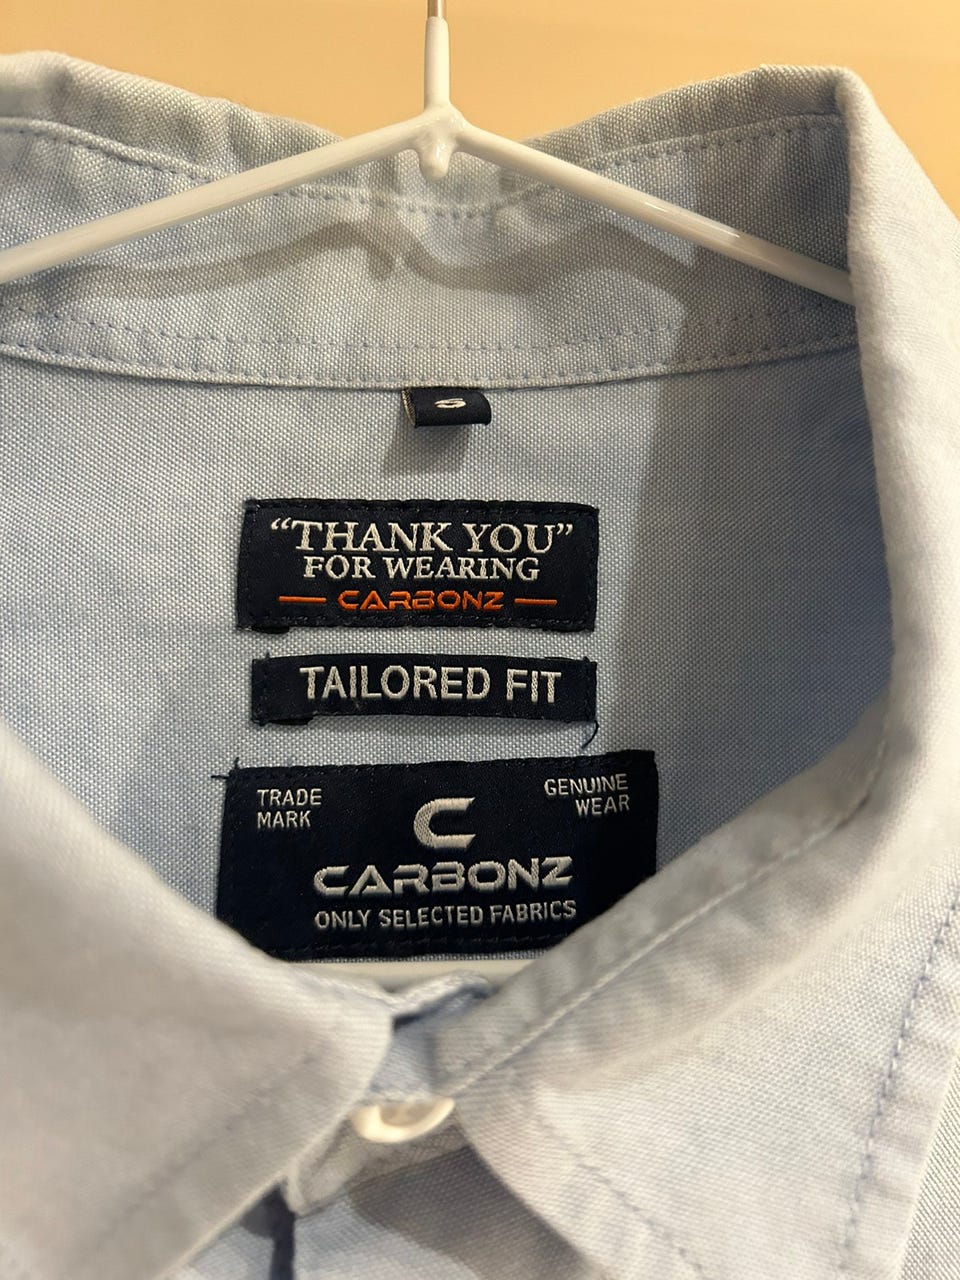 S
“THANK YOU”
FOR WEARING
CARBONZ
TAILORED FIT
TRADE
MARK
GENUINE
WEAR
C
CARBONZ
ONLY SELECTED FABRICS